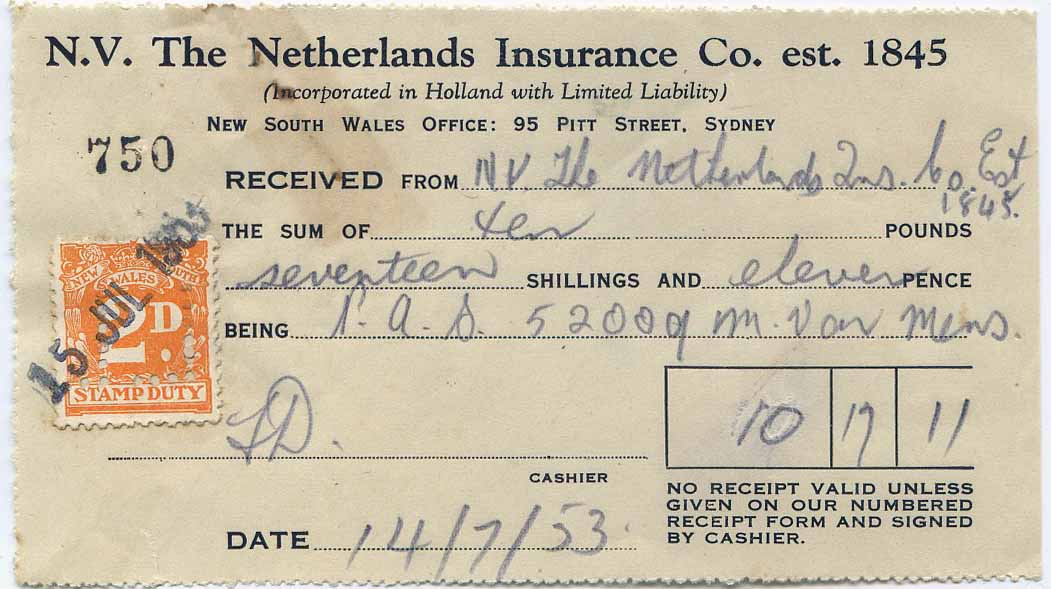 N.V. The Netherlands Insurance Co. est. 1845
(Incorporated in Holland with Limited Liability)
NEW SOUTH WALES OFFICE: 95 PITT STREET, SYDNEY
750
RECEIVED FROM N.V. The Netherlands Ins. Co. Est
1845.
THE SUM OF ten POUNDS
seventeen SHILLINGS AND eleven PENCE
BEING P.A.S. 52009 M. Van Mens.
NEW SOUTH WALES
2D.
STAMP DUTY
15 JUL
10 17 11
CASHIER
NO RECEIPT VALID UNLESS
GIVEN ON OUR NUMBERED
RECEIPT FORM AND SIGNED
BY CASHIER.
DATE 14/7/53.